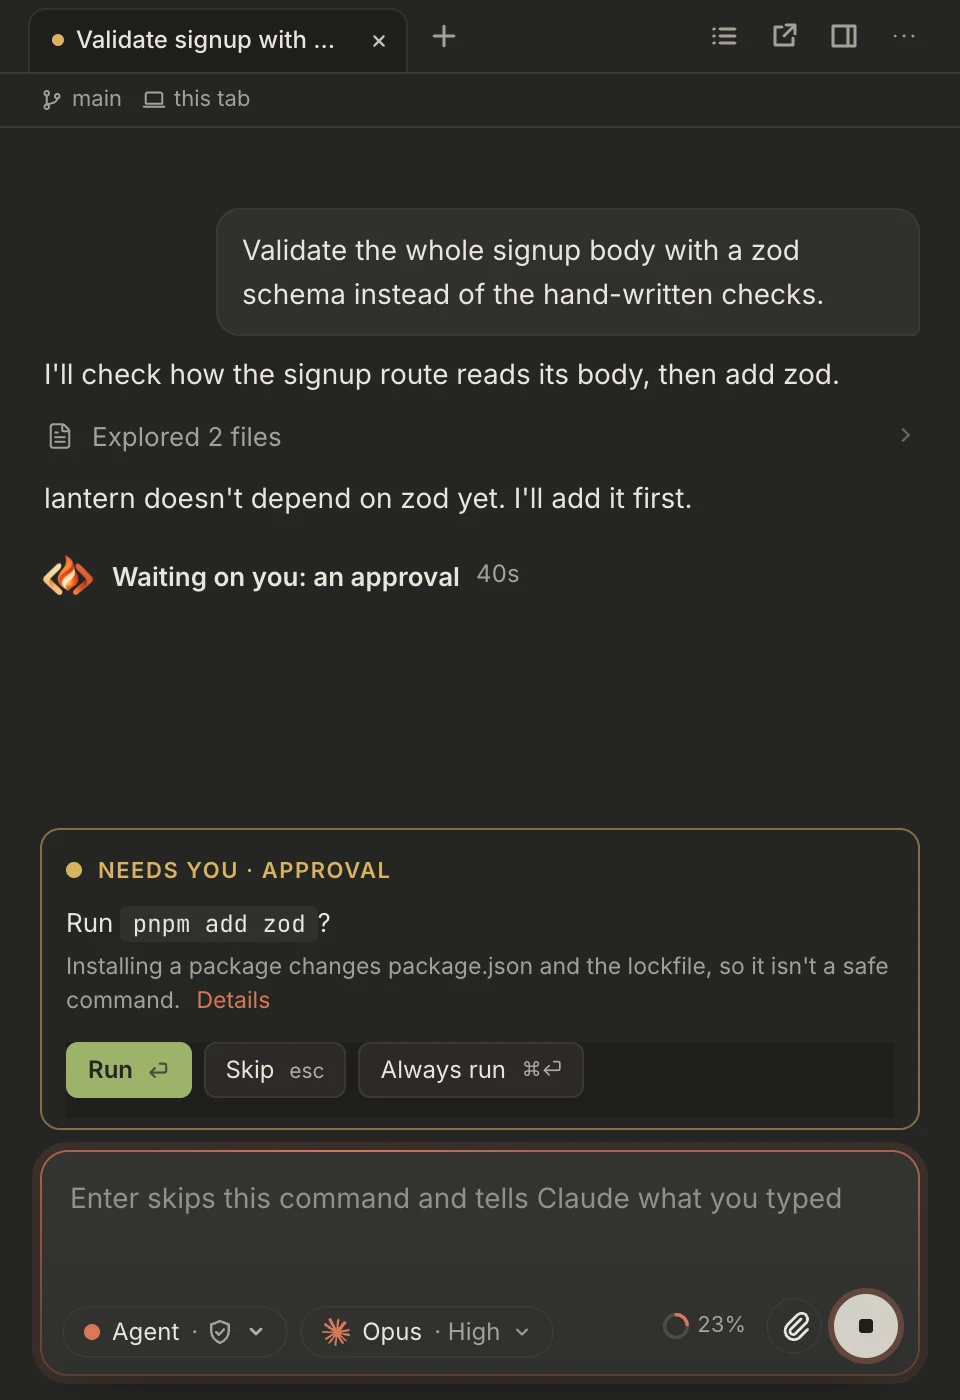 Validate signup with ...
main this tab
Validate the whole signup body with a zod
schema instead of the hand-written checks.
I'll check how the signup route reads its body, then add zod.
Explored 2 files
lantern doesn't depend on zod yet. I'll add it first.
Waiting on you: an approval 40s
NEEDS YOU · APPROVAL
Run pnpm add zod ?
Installing a package changes package.json and the lockfile, so it isn't a safe
command. Details
Run ⏎ Skip esc Always run ⌘⏎
Enter skips this command and tells Claude what you typed
Agent · Opus · High 23%